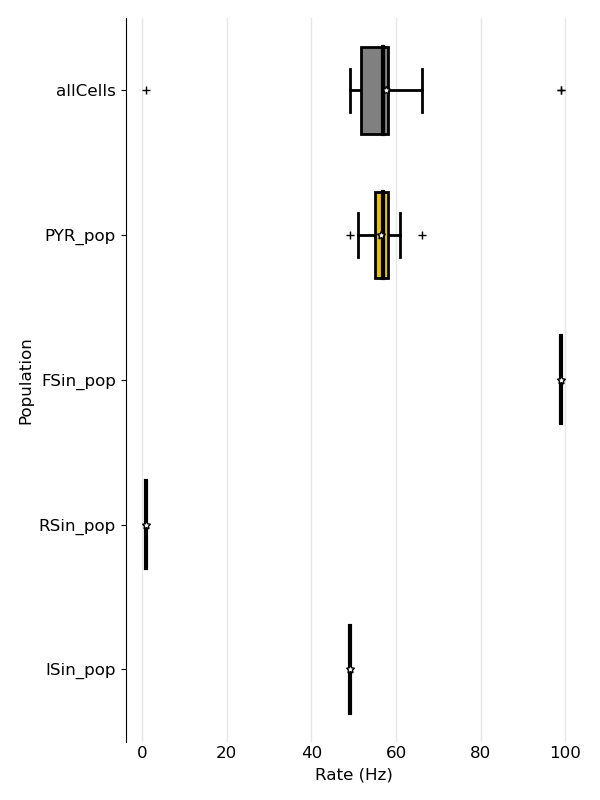 allCells
PYR_pop
FSin_pop
RSin_pop
ISin_pop
Population
0 20 40 60 80 100
Rate (Hz)